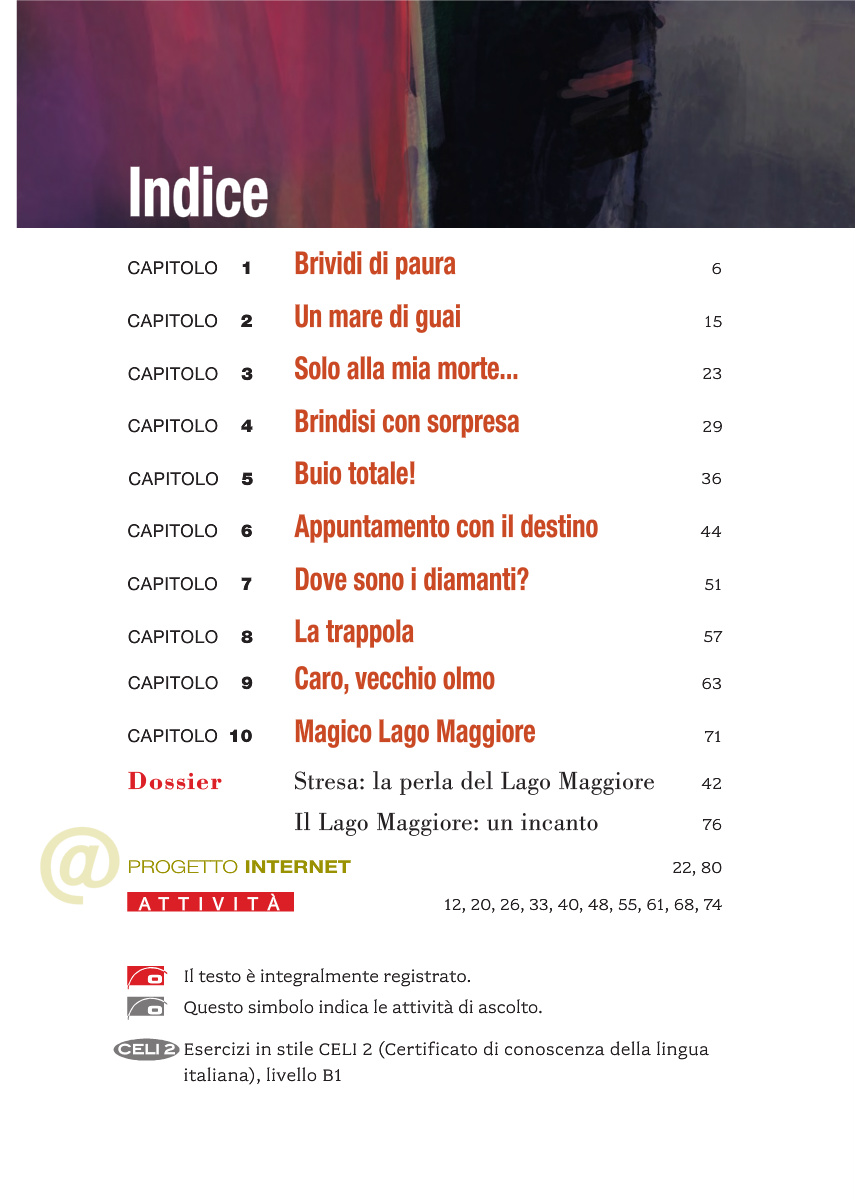 Indice
CAPITOLO 1 Brividi di paura 6
CAPITOLO 2 Un mare di guai 15
CAPITOLO 3 Solo alla mia morte... 23
CAPITOLO 4 Brindisi con sorpresa 29
CAPITOLO 5 Buio totale! 36
CAPITOLO 6 Appuntamento con il destino 44
CAPITOLO 7 Dove sono i diamanti? 51
CAPITOLO 8 La trappola 57
CAPITOLO 9 Caro, vecchio olmo 63
CAPITOLO 10 Magico Lago Maggiore 71
Dossier Stresa: la perla del Lago Maggiore 42
Il Lago Maggiore: un incanto 76
@ PROGETTO INTERNET 22, 80
ATTIVITÀ 12, 20, 26, 33, 40, 48, 55, 61, 68, 74
Il testo è integralmente registrato.
Questo simbolo indica le attività di ascolto.
CELI 2 Esercizi in stile CELI 2 (Certificato di conoscenza della lingua
italiana), livello B1